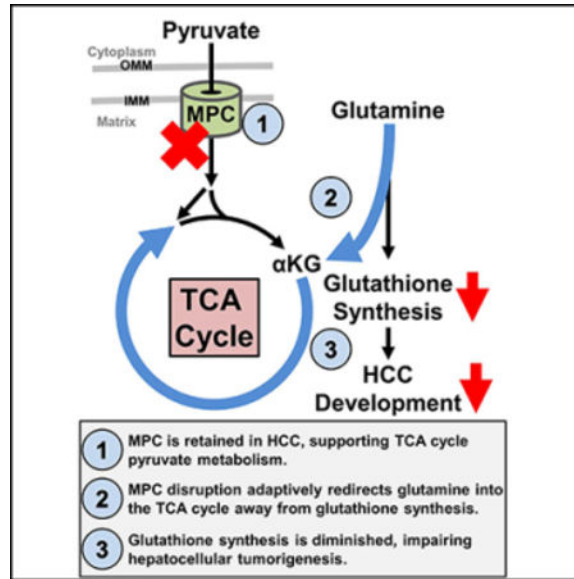 Pyruvate
Cytoplasm
OMM
IMM
MPC
Matrix
1
Glutamine
2
αKG
TCA
Cycle
Glutathione
Synthesis
3
HCC
Development
1 MPC is retained in HCC, supporting TCA cycle
pyruvate metabolism.
2 MPC disruption adaptively redirects glutamine into
the TCA cycle away from glutathione synthesis.
3 Glutathione synthesis is diminished, impairing
hepatocellular tumorigenesis.